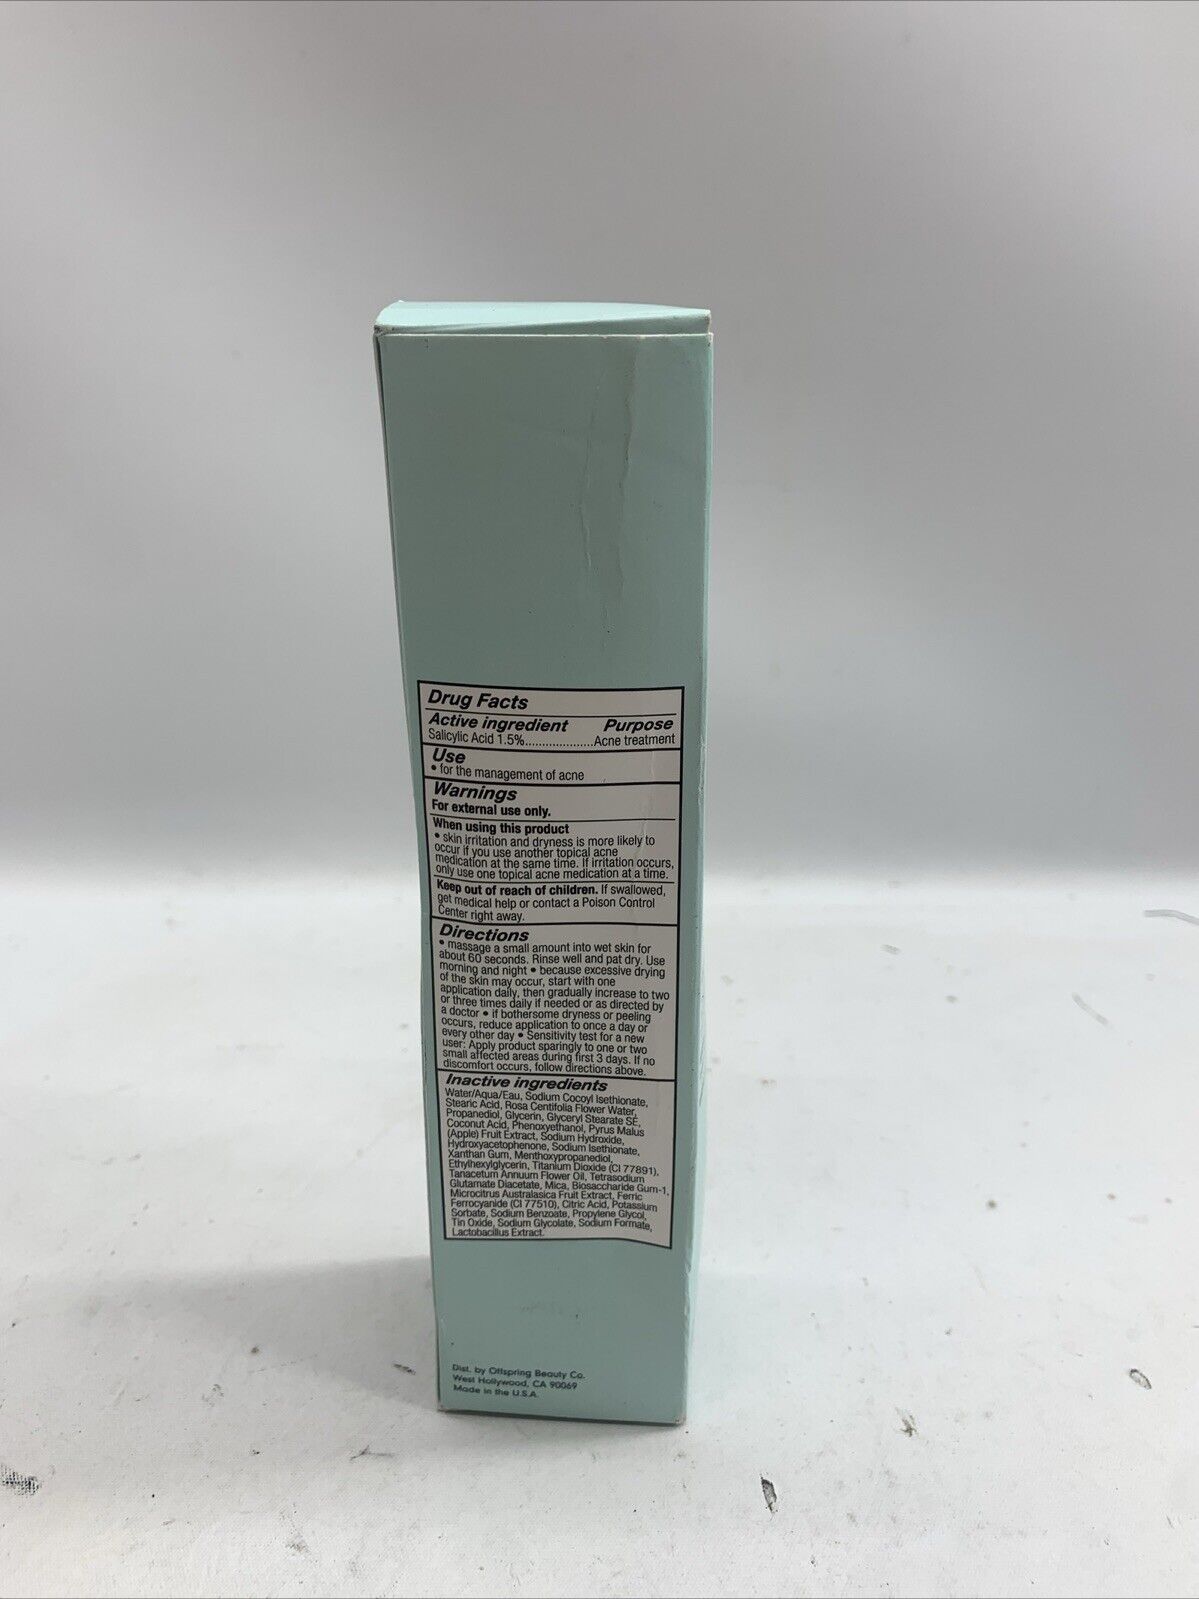 Drug Facts
Active ingredient Purpose
Salicylic Acid 1.5%....................Acne treatment
Use
• for the management of acne
Warnings
For external use only.
When using this product
• skin irritation and dryness is more likely to
occur if you use another topical acne
medication at the same time. If irritation occurs,
only use one topical acne medication at a time.
Keep out of reach of children. If swallowed,
get medical help or contact a Poison Control
Center right away.
Directions
• massage a small amount into wet skin for
about 60 seconds. Rinse well and pat dry. Use
morning and night • because excessive drying
of the skin may occur, start with one
application daily, then gradually increase to two
or three times daily if needed or as directed by
a doctor • if bothersome dryness or peeling
occurs, reduce application to once a day or
every other day • Sensitivity test for a new
user: Apply product sparingly to one or two
small affected areas during first 3 days. If no
discomfort occurs, follow directions above.
Inactive ingredients
Water/Aqua/Eau, Sodium Cocoyl Isethionate,
Stearic Acid, Rosa Centifolia Flower Water,
Propanediol, Glycerin, Glyceryl Stearate SE,
Coconut Acid, Phenoxyethanol, Pyrus Malus
(Apple) Fruit Extract, Sodium Hydroxide,
Hydroxyacetophenone, Sodium Isethionate,
Xanthan Gum, Menthoxypropanediol,
Ethylhexylglycerin, Titanium Dioxide (CI 77891),
Tanacetum Annuum Flower Oil, Tetrasodium
Glutamate Diacetate, Mica, Biosaccharide Gum-1,
Microcitrus Australasica Fruit Extract, Ferric
Ferrocyanide (CI 77510), Citric Acid, Potassium
Sorbate, Sodium Benzoate, Propylene Glycol,
Tin Oxide, Sodium Glycolate, Sodium Formate,
Lactobacillus Extract.
Dist. by Offspring Beauty Co.
West Hollywood, CA 90069
Made in the U.S.A.